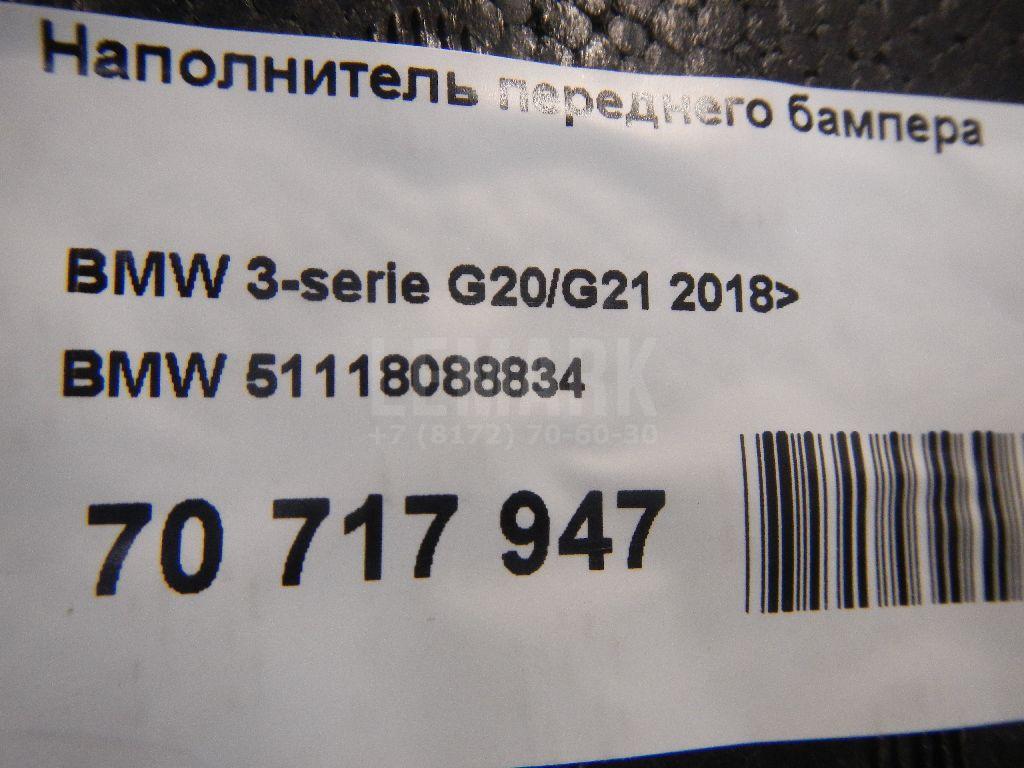 Наполнитель переднего бампера
BMW 3-serie G20/G21 2018>
BMW 51118088834
LEMARK
+7 (8172) 70-60-30
70 717 947